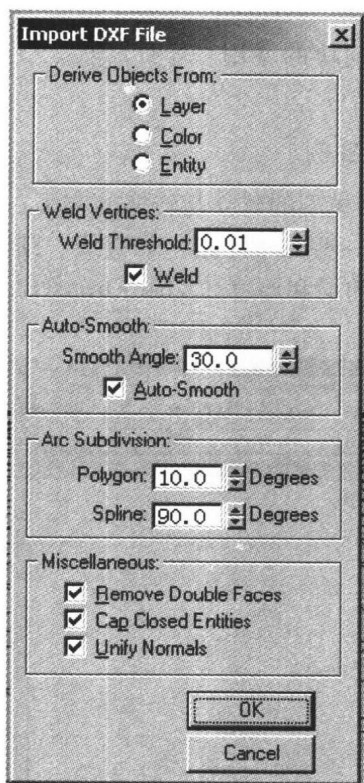 Import DXF File
Derive Objects From:
Layer
Color
Entity
Weld Vertices:
Weld Threshold: 0.01
Weld
Auto-Smooth:
Smooth Angle: 30.0
Auto-Smooth
Arc Subdivision:
Polygon: 10.0 Degrees
Spline: 90.0 Degrees
Miscellaneous:
Remove Double Faces
Cap Closed Entities
Unify Normals
OK
Cancel